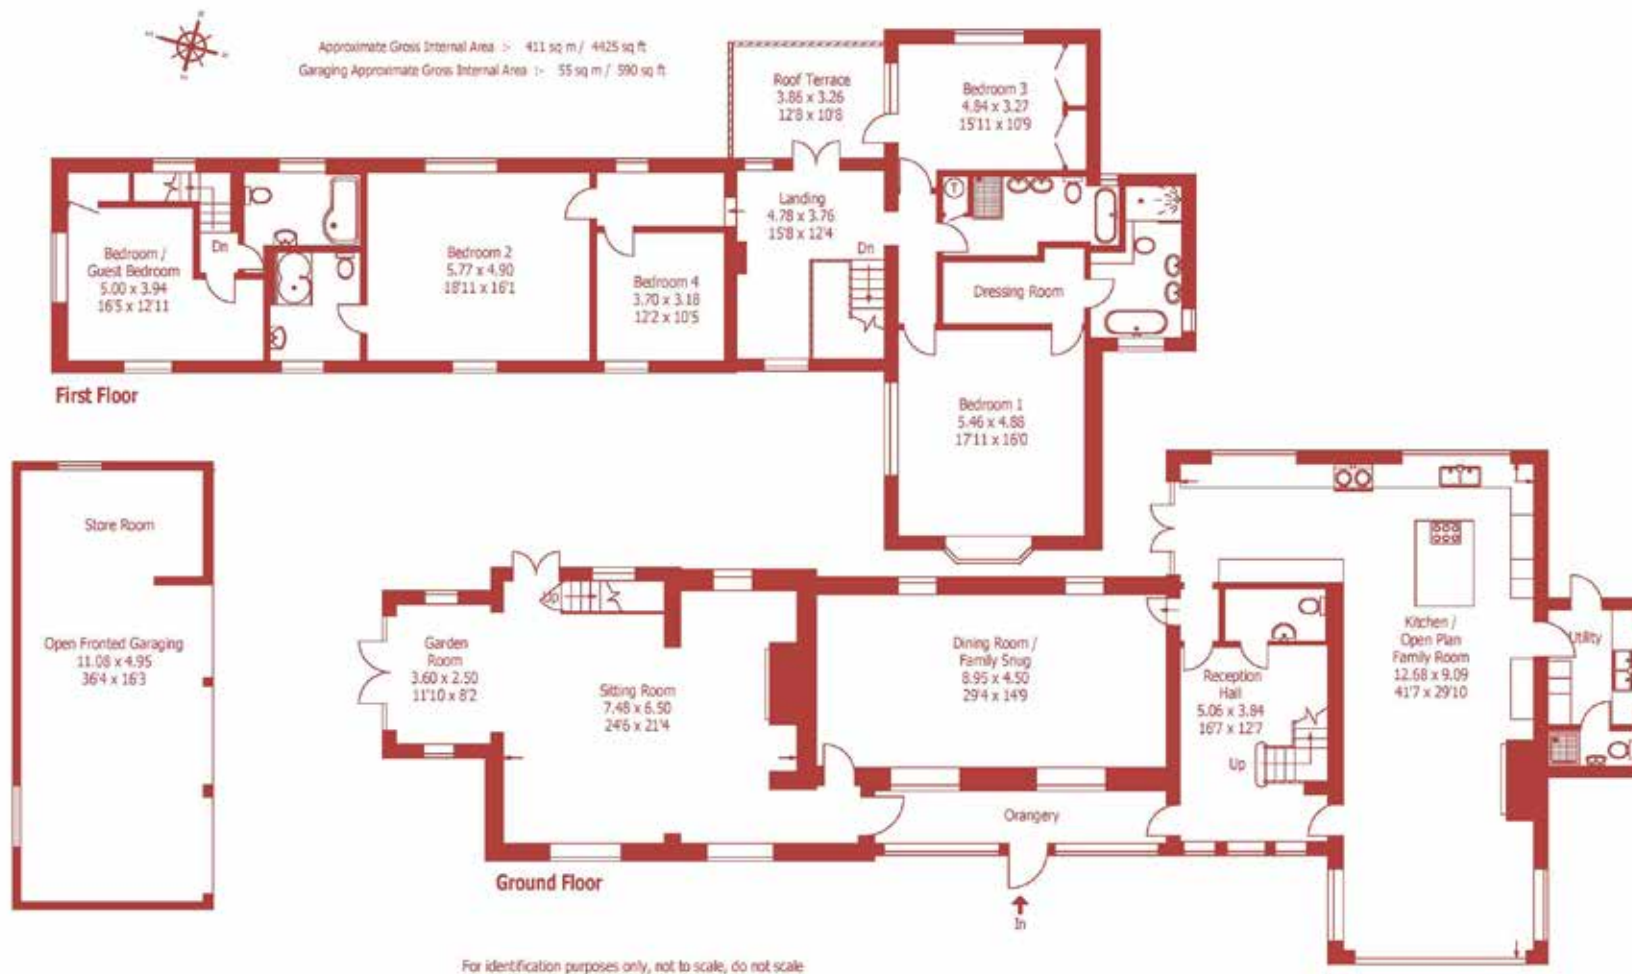 Approximate Gross Internal Area :- 411 sq m / 4425 sq ft
Garaging Approximate Gross Internal Area :- 55 sq m / 590 sq ft
Roof Terrace
3.86 x 3.26
12'8 x 10'8
Bedroom 3
4.84 x 3.27
15'11 x 10'9
Landing
4.78 x 3.76
15'8 x 12'4
Dn
T
Bedroom /
Guest Bedroom
5.00 x 3.94
16'5 x 12'11
Dn
Bedroom 2
5.77 x 4.90
18'11 x 16'1
Bedroom 4
3.70 x 3.18
12'2 x 10'5
Dressing Room
Bedroom 1
5.46 x 4.88
17'11 x 16'0
First Floor
Store Room
Open Fronted Garaging
11.08 x 4.95
36'4 x 16'3
Up
Garden
Room
3.60 x 2.50
11'10 x 8'2
Sitting Room
7.48 x 6.50
24'6 x 21'4
Dining Room /
Family Snug
8.95 x 4.50
29'4 x 14'9
Reception
Hall
5.06 x 3.84
16'7 x 12'7
Up
Kitchen /
Open Plan
Family Room
12.68 x 9.09
41'7 x 29'10
Utility
Orangery
In
Ground Floor
For identification purposes only, not to scale, do not scale